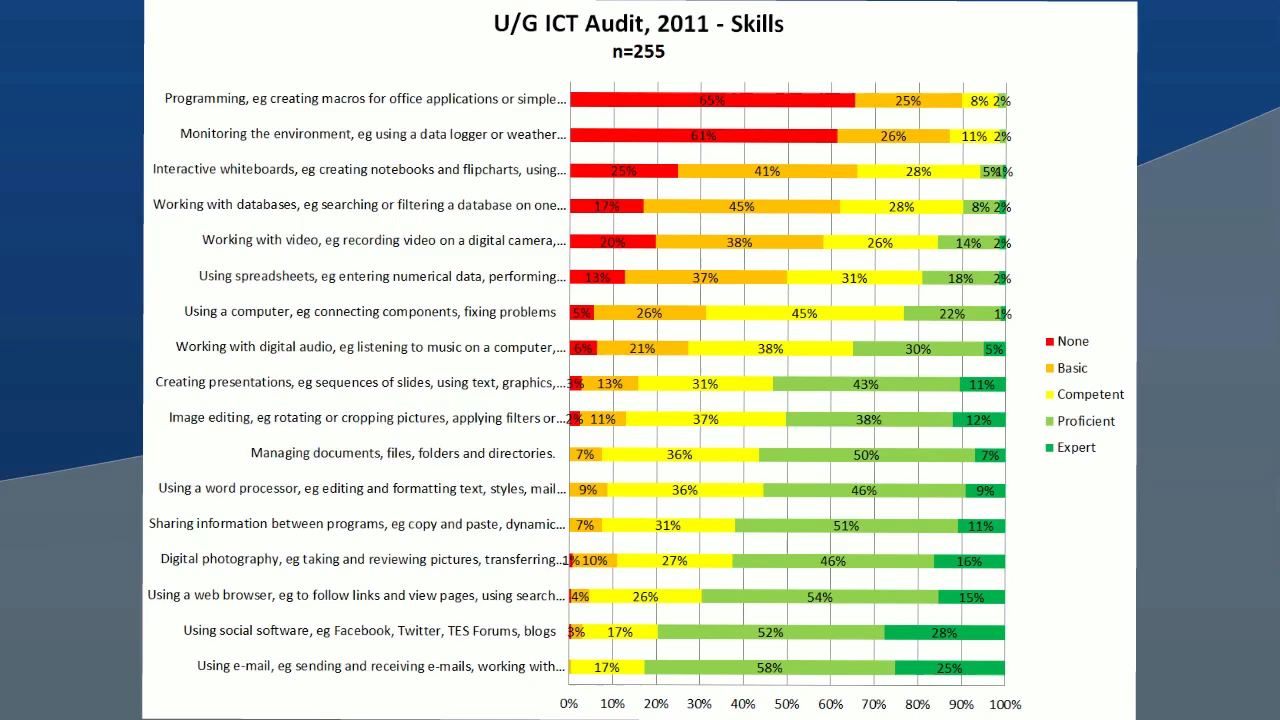 U/G ICT Audit, 2011 - Skills
n=255
Programming, eg creating macros for office applications or simple... 65% 25% 8% 2%
Monitoring the environment, eg using a data logger or weather... 61% 26% 11% 2%
Interactive whiteboards, eg creating notebooks and flipcharts, using... 25% 41% 28% 5% 1%
Working with databases, eg searching or filtering a database on one... 17% 45% 28% 8% 2%
Working with video, eg recording video on a digital camera,... 20% 38% 26% 14% 2%
Using spreadsheets, eg entering numerical data, performing... 13% 37% 31% 18% 2%
Using a computer, eg connecting components, fixing problems 5% 26% 45% 22% 1%
Working with digital audio, eg listening to music on a computer,... 6% 21% 38% 30% 5%
Creating presentations, eg sequences of slides, using text, graphics,... 3% 13% 31% 43% 11%
Image editing, eg rotating or cropping pictures, applying filters or... 2% 11% 37% 38% 12%
Managing documents, files, folders and directories. 7% 36% 50% 7%
Using a word processor, eg editing and formatting text, styles, mail... 9% 36% 46% 9%
Sharing information between programs, eg copy and paste, dynamic... 7% 31% 51% 11%
Digital photography, eg taking and reviewing pictures, transferring... 1% 10% 27% 46% 16%
Using a web browser, eg to follow links and view pages, using search... 4% 26% 54% 15%
Using social software, eg Facebook, Twitter, TES Forums, blogs 3% 17% 52% 28%
Using e-mail, eg sending and receiving e-mails, working with... 17% 58% 25%
0% 10% 20% 30% 40% 50% 60% 70% 80% 90% 100%
None
Basic
Competent
Proficient
Expert